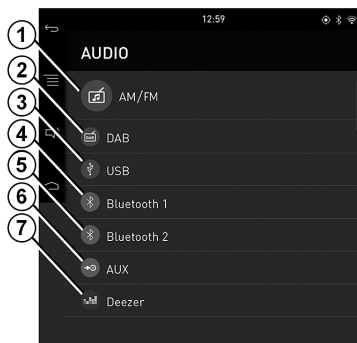 12:59
AUDIO
1
AM/FM
2
DAB
3
USB
4
Bluetooth 1
5
Bluetooth 2
6
AUX
7
Deezer